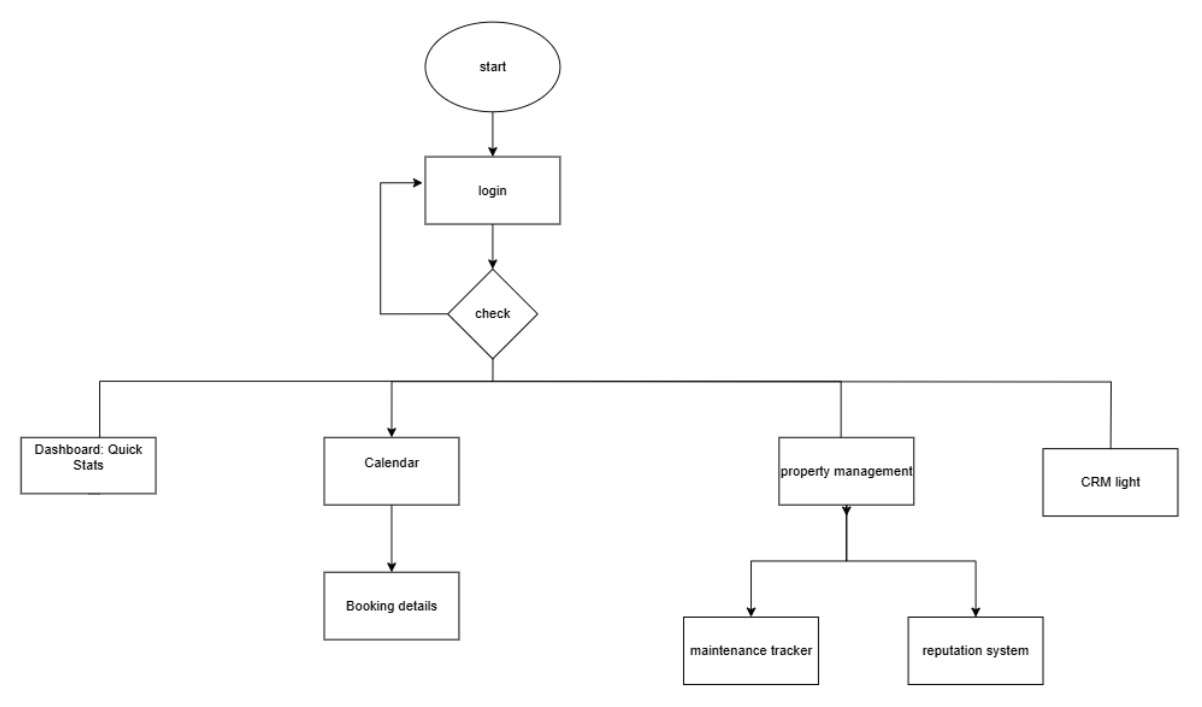 start
login
check
Dashboard: Quick
Stats
Calendar
property management
CRM light
Booking details
maintenance tracker
reputation system